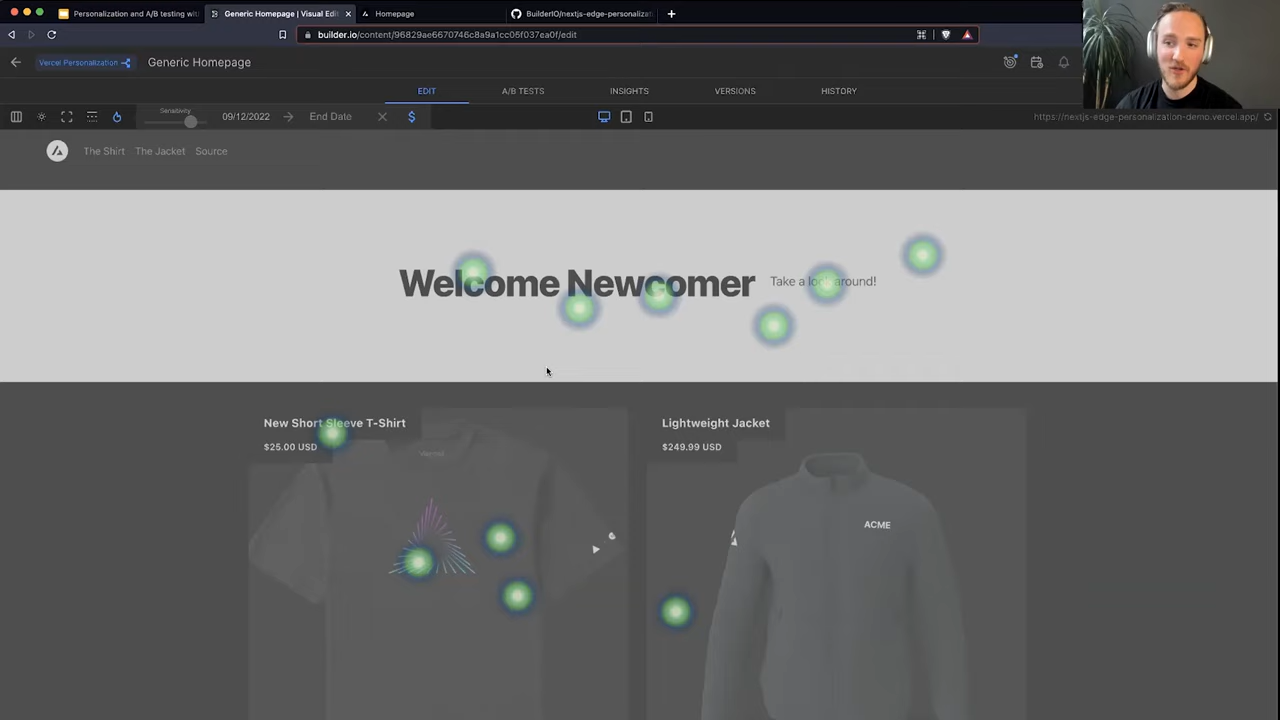 Personalization and A/B testing with
Generic Homepage | Visual Edi
Homepage
BuilderIO/nextjs-edge-personaliza
builder.io/content/96829ae6670746c8a9a1cc05f037ea0f/edit
Vercel Personalization
Generic Homepage
EDIT
A/B TESTS
INSIGHTS
VERSIONS
HISTORY
Sensitivity
09/12/2022
End Date
https://nextjs-edge-personalization-demo.vercel.app/
The Shirt
The Jacket
Source
Welcome Newcomer
Take a look around!
New Short Sleeve T-Shirt
$25.00 USD
Lightweight Jacket
$249.99 USD
ACME